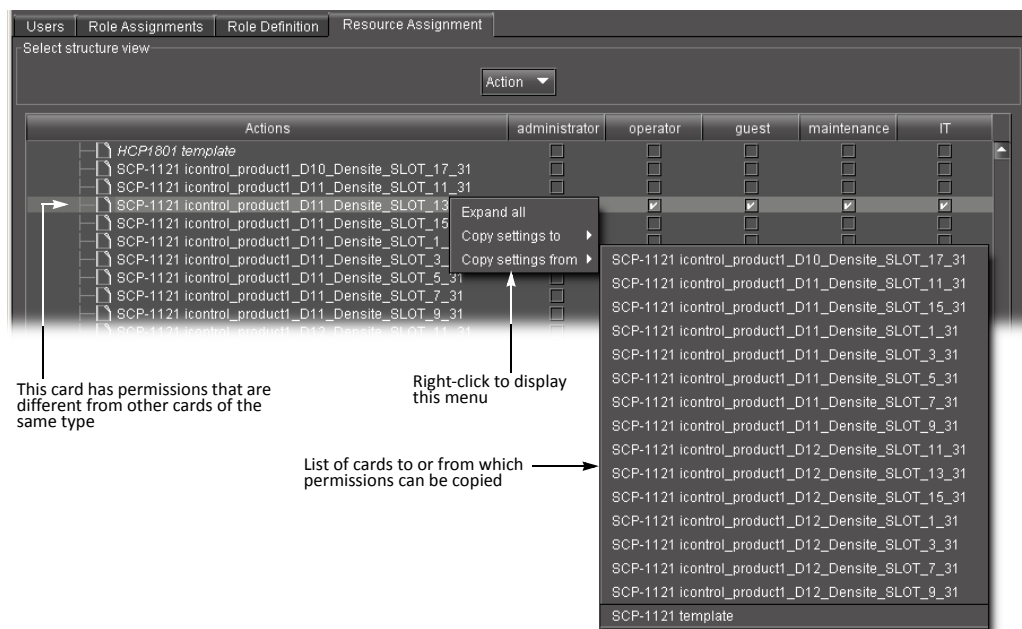 Users Role Assignments Role Definition Resource Assignment
Select structure view
Action
Actions administrator operator guest maintenance IT
HCP1801 template
SCP-1121 icontrol_product1_D10_Densite_SLOT_17_31
SCP-1121 icontrol_product1_D11_Densite_SLOT_11_31
SCP-1121 icontrol_product1_D11_Densite_SLOT_13
SCP-1121 icontrol_product1_D11_Densite_SLOT_15
SCP-1121 icontrol_product1_D11_Densite_SLOT_1_
SCP-1121 icontrol_product1_D11_Densite_SLOT_3_
SCP-1121 icontrol_product1_D11_Densite_SLOT_5_31
SCP-1121 icontrol_product1_D11_Densite_SLOT_7_31
SCP-1121 icontrol_product1_D11_Densite_SLOT_9_31
SCP-1121 icontrol_product1_D12_Densite_SLOT_11_31
Expand all
Copy settings to
Copy settings from
SCP-1121 icontrol_product1_D10_Densite_SLOT_17_31
SCP-1121 icontrol_product1_D11_Densite_SLOT_11_31
SCP-1121 icontrol_product1_D11_Densite_SLOT_15_31
SCP-1121 icontrol_product1_D11_Densite_SLOT_1_31
SCP-1121 icontrol_product1_D11_Densite_SLOT_3_31
SCP-1121 icontrol_product1_D11_Densite_SLOT_5_31
SCP-1121 icontrol_product1_D11_Densite_SLOT_7_31
SCP-1121 icontrol_product1_D11_Densite_SLOT_9_31
SCP-1121 icontrol_product1_D12_Densite_SLOT_11_31
SCP-1121 icontrol_product1_D12_Densite_SLOT_13_31
SCP-1121 icontrol_product1_D12_Densite_SLOT_15_31
SCP-1121 icontrol_product1_D12_Densite_SLOT_1_31
SCP-1121 icontrol_product1_D12_Densite_SLOT_3_31
SCP-1121 icontrol_product1_D12_Densite_SLOT_7_31
SCP-1121 icontrol_product1_D12_Densite_SLOT_9_31
SCP-1121 template
This card has permissions that are
different from other cards of the
same type
Right-click to display
this menu
List of cards to or from which
permissions can be copied